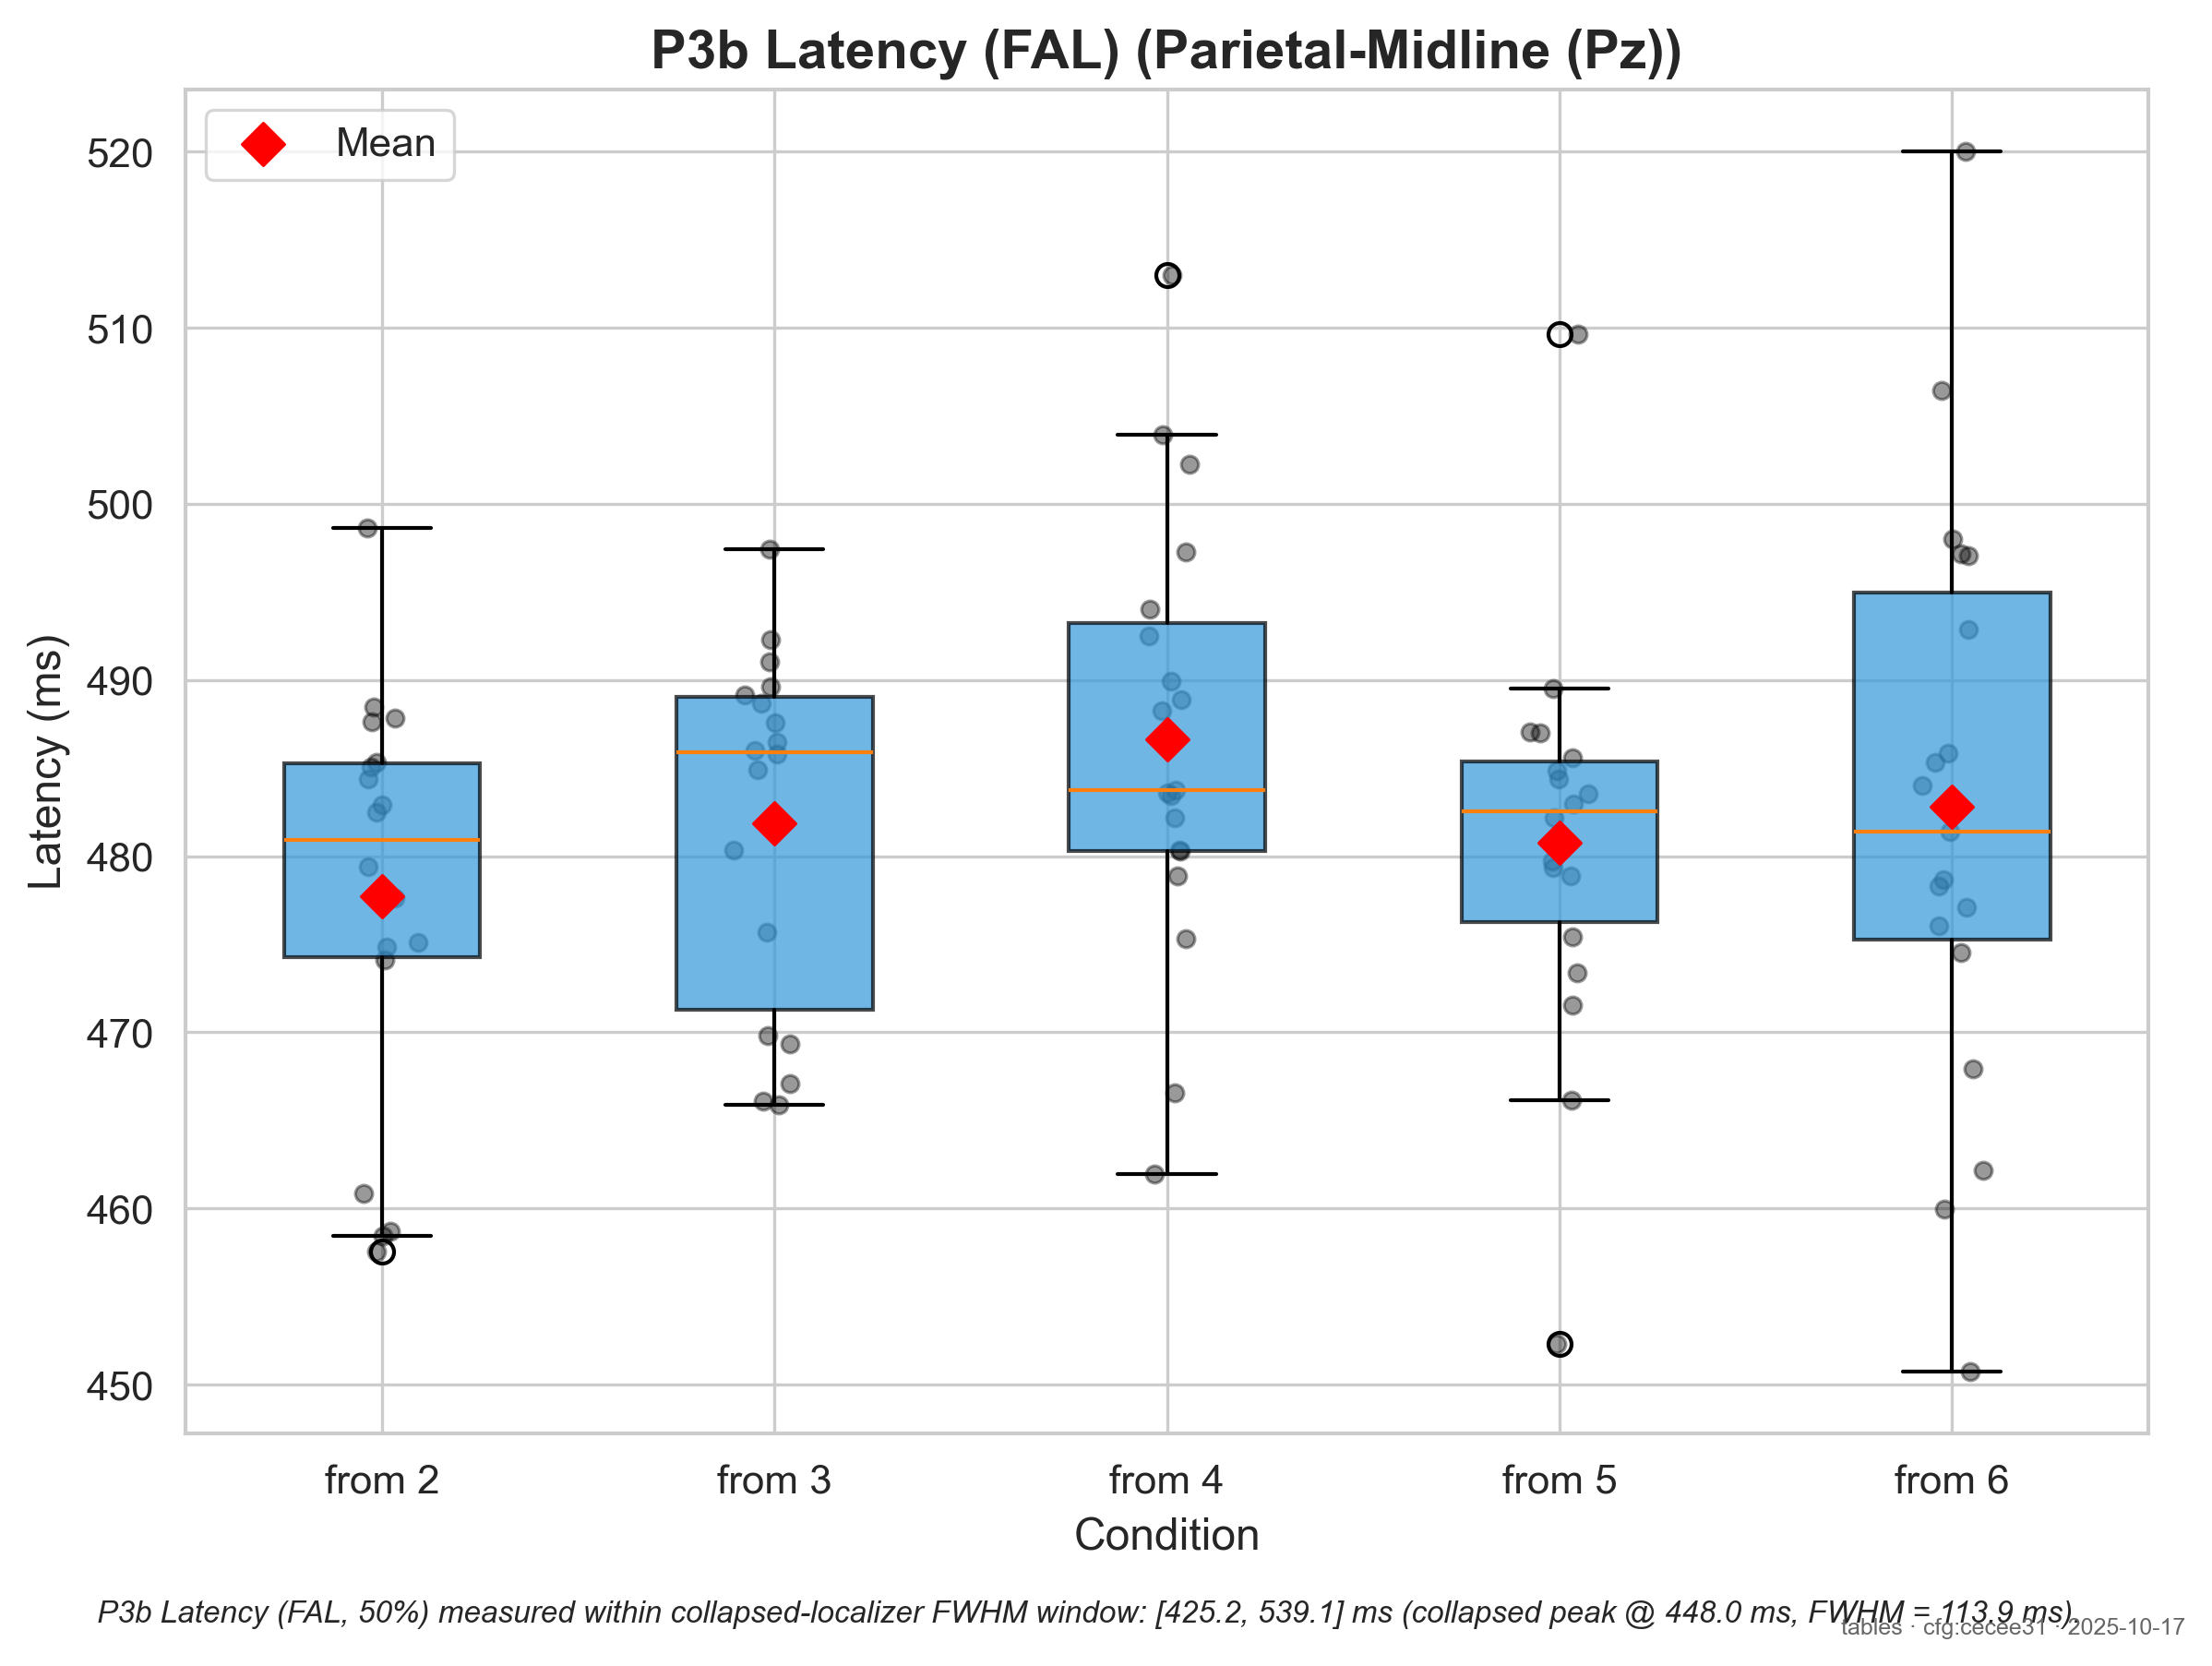 P3b Latency (FAL) (Parietal-Midline (Pz))
Mean
520
510
500
490
480
470
460
450
Latency (ms)
from 2
from 3
from 4
from 5
from 6
Condition
P3b Latency (FAL, 50%) measured within collapsed-localizer FWHM window: [425.2, 539.1] ms (collapsed peak @ 448.0 ms, FWHM = 113.9 ms).
tables · cfg:cecee31 · 2025-10-17